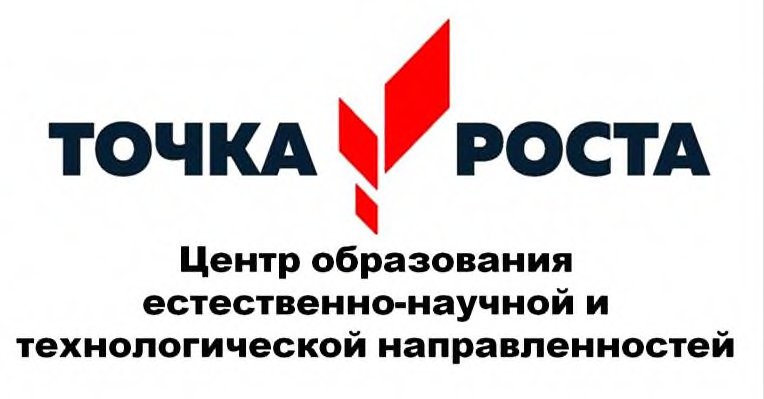 ТОЧКА РОСТА
Центр образования
естественно-научной и
технологической направленностей